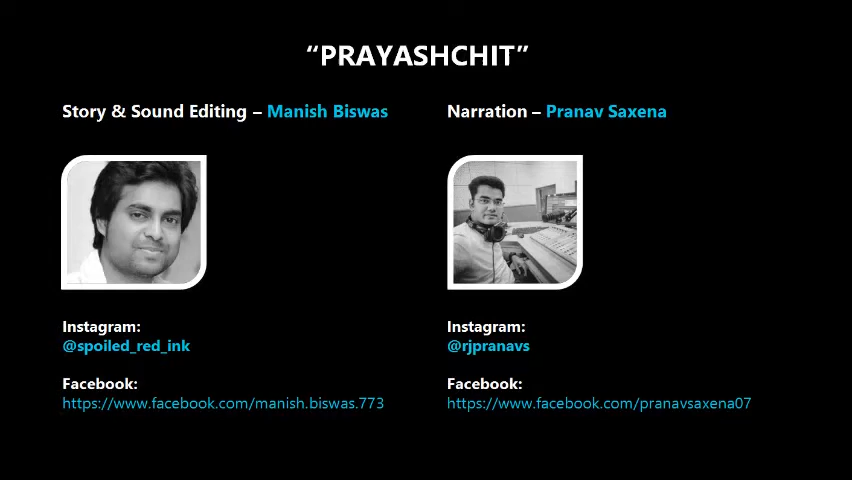 “PRAYASHCHIT”
Story & Sound Editing – Manish Biswas
Instagram:
@spoiled_red_ink
Facebook:
https://www.facebook.com/manish.biswas.773
Narration – Pranav Saxena
Instagram:
@rjpranavs
Facebook:
https://www.facebook.com/pranavsaxena07